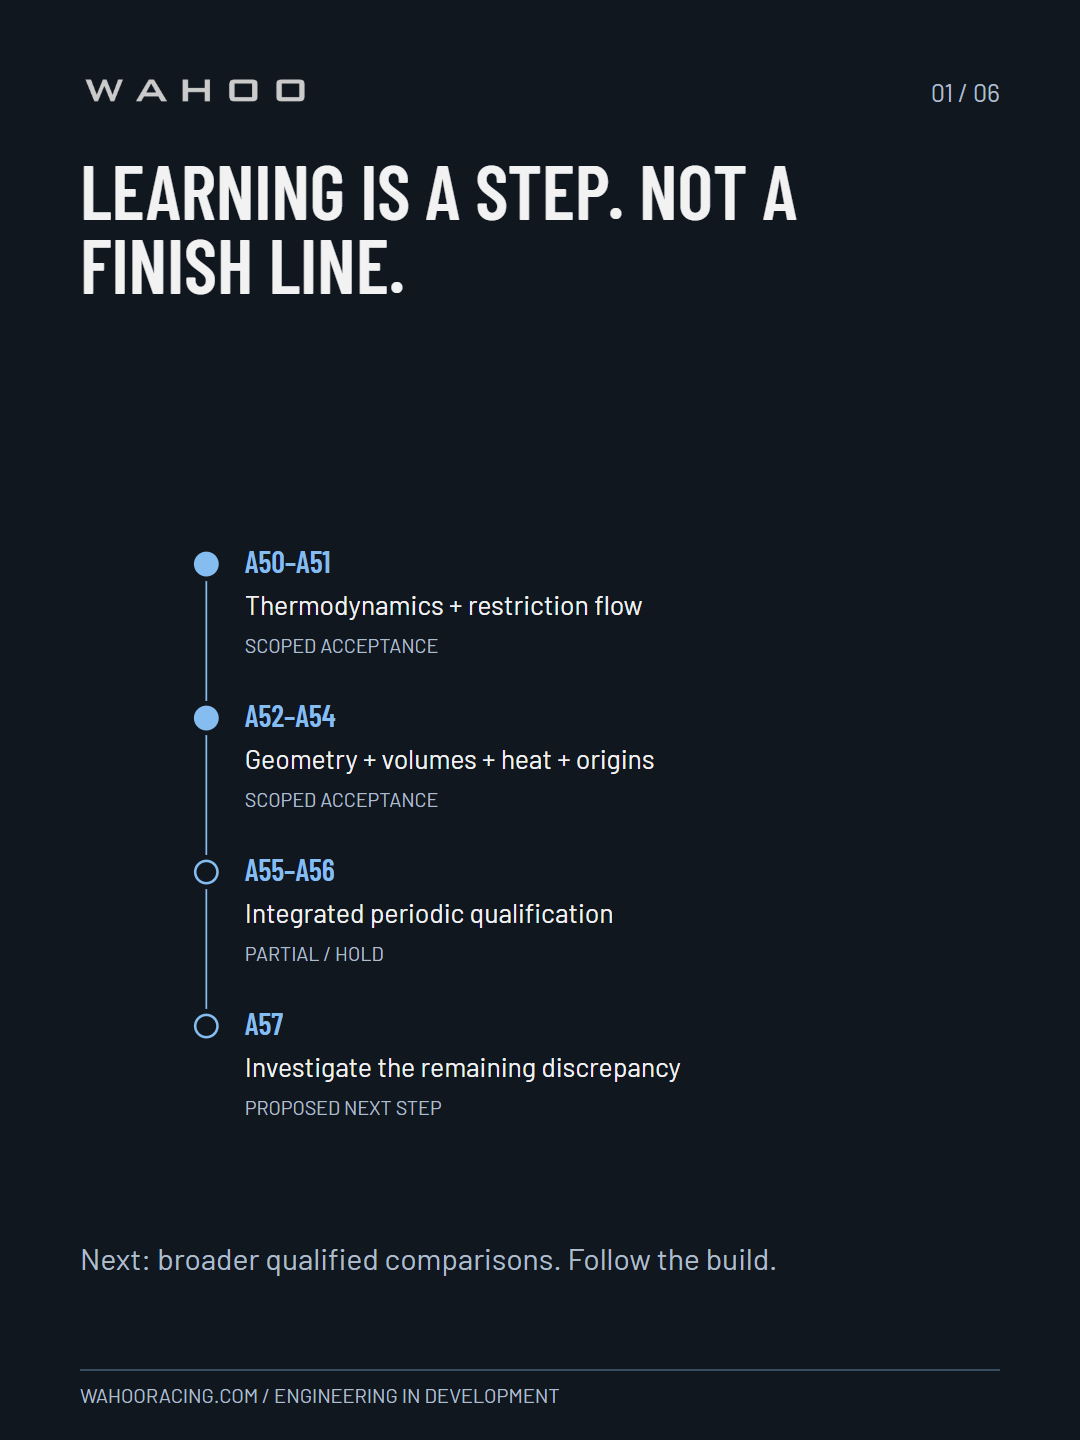 WAHOO
01 / 06
LEARNING IS A STEP. NOT A
FINISH LINE.
A50–A51
Thermodynamics + restriction flow
SCOPED ACCEPTANCE
A52–A54
Geometry + volumes + heat + origins
SCOPED ACCEPTANCE
A55–A56
Integrated periodic qualification
PARTIAL / HOLD
A57
Investigate the remaining discrepancy
PROPOSED NEXT STEP
Next: broader qualified comparisons. Follow the build.
WAHOORACING.COM / ENGINEERING IN DEVELOPMENT